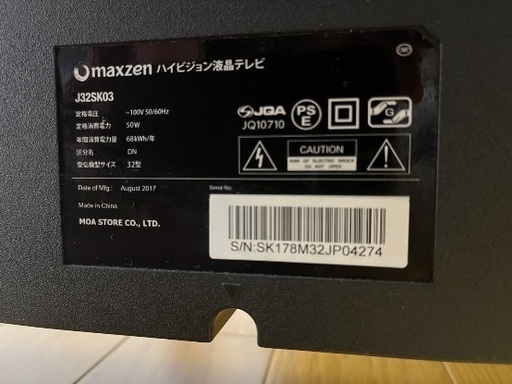 maxzen ハイビジョン液晶テレビ
J32SK03
定格電圧 ~100V 50/60Hz
定格消費電力 50W
年間消費電力量 68kWh/年
区分名 DN
受信機型サイズ 32型
JQA
JQ10710
PS
E
G
CAUTION
RISK OF ELECTRIC SHOCK
DO NOT OPEN
Date of Mfg.: August 2017
Made in China
MOA STORE CO., LTD.
Serial No.
S/N:SK178M32JP04274